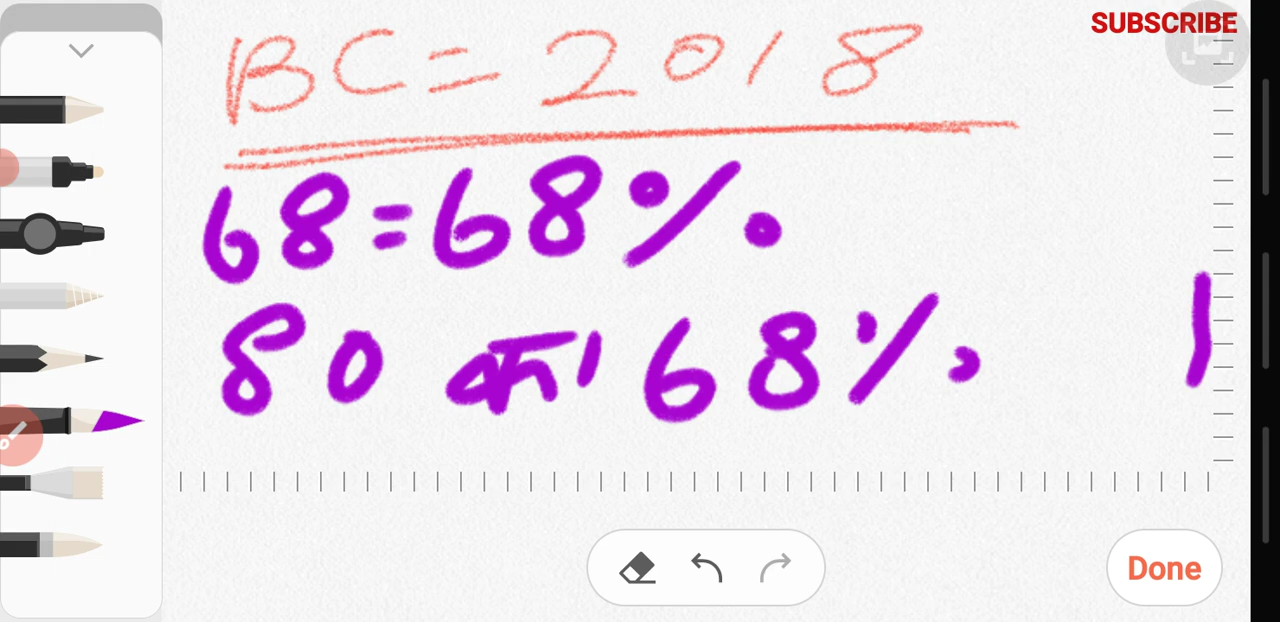 SUBSCRIBE
BC = 2018
68 = 68%
80 का 68%
Done